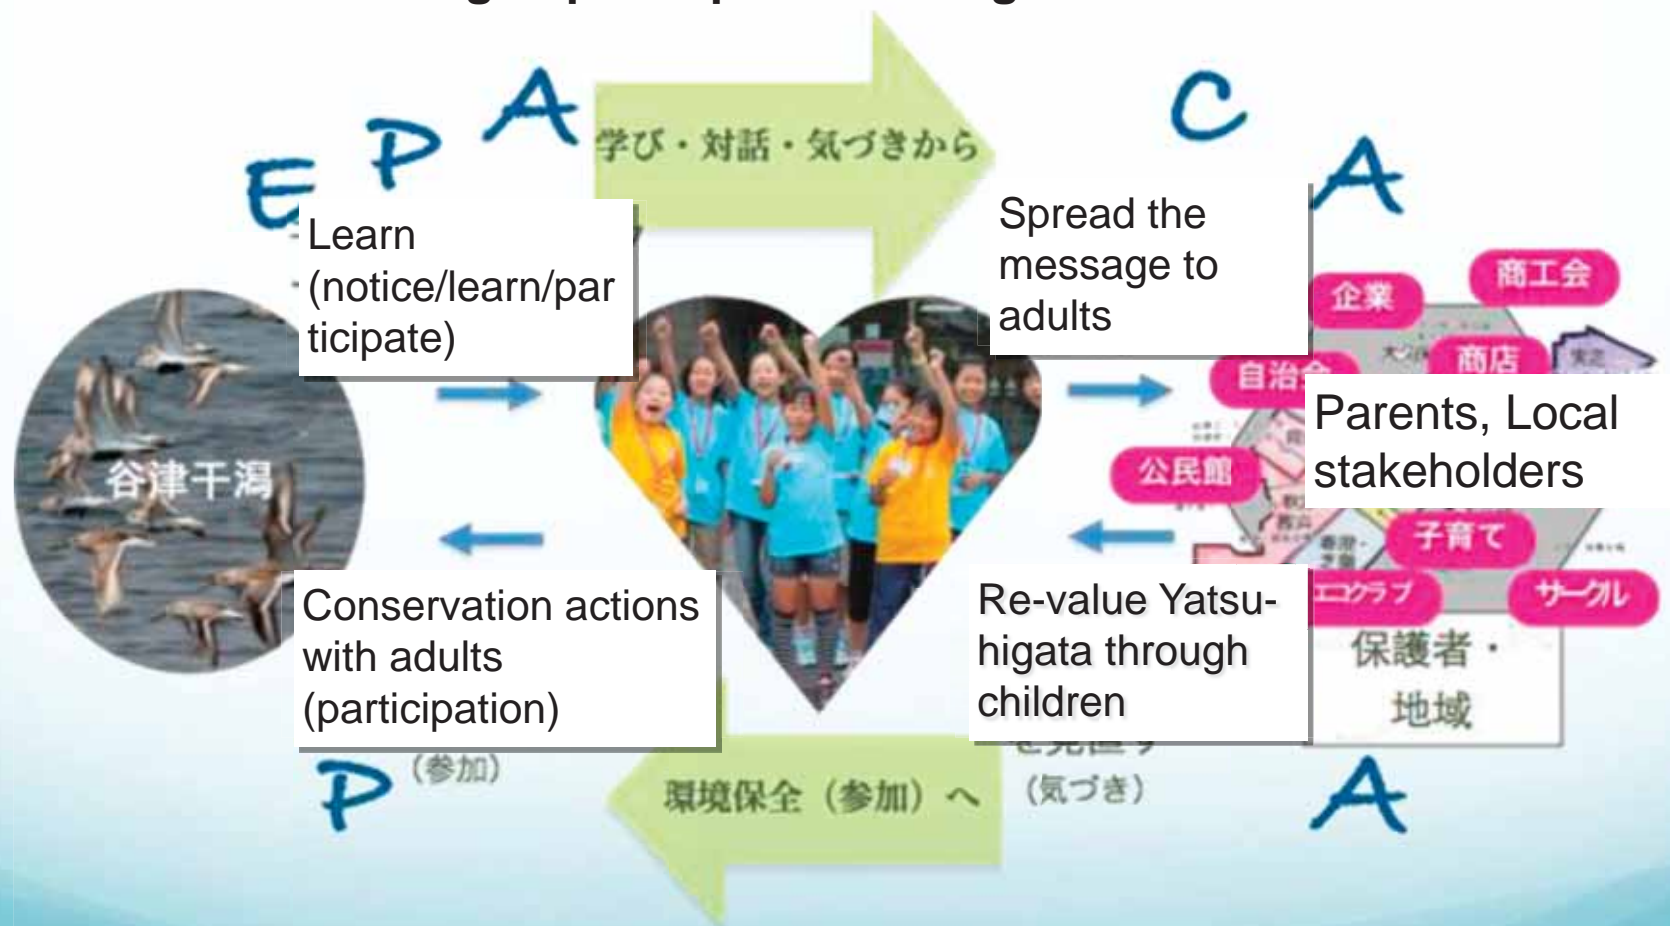 E P A
C A
学び・対話・気づきから
Learn
(notice/learn/par
ticipate)
Spread the
message to
adults
商工会
企業
商店
自治会
Parents, Local
stakeholders
谷津干潟
公民館
子育て
エコクラブ
サークル
Conservation actions
with adults
(participation)
Re-value Yatsu-
higata through
children
保護者・
地域
を見直す
(参加)
(気づき)
環境保全(参加)へ
P
A